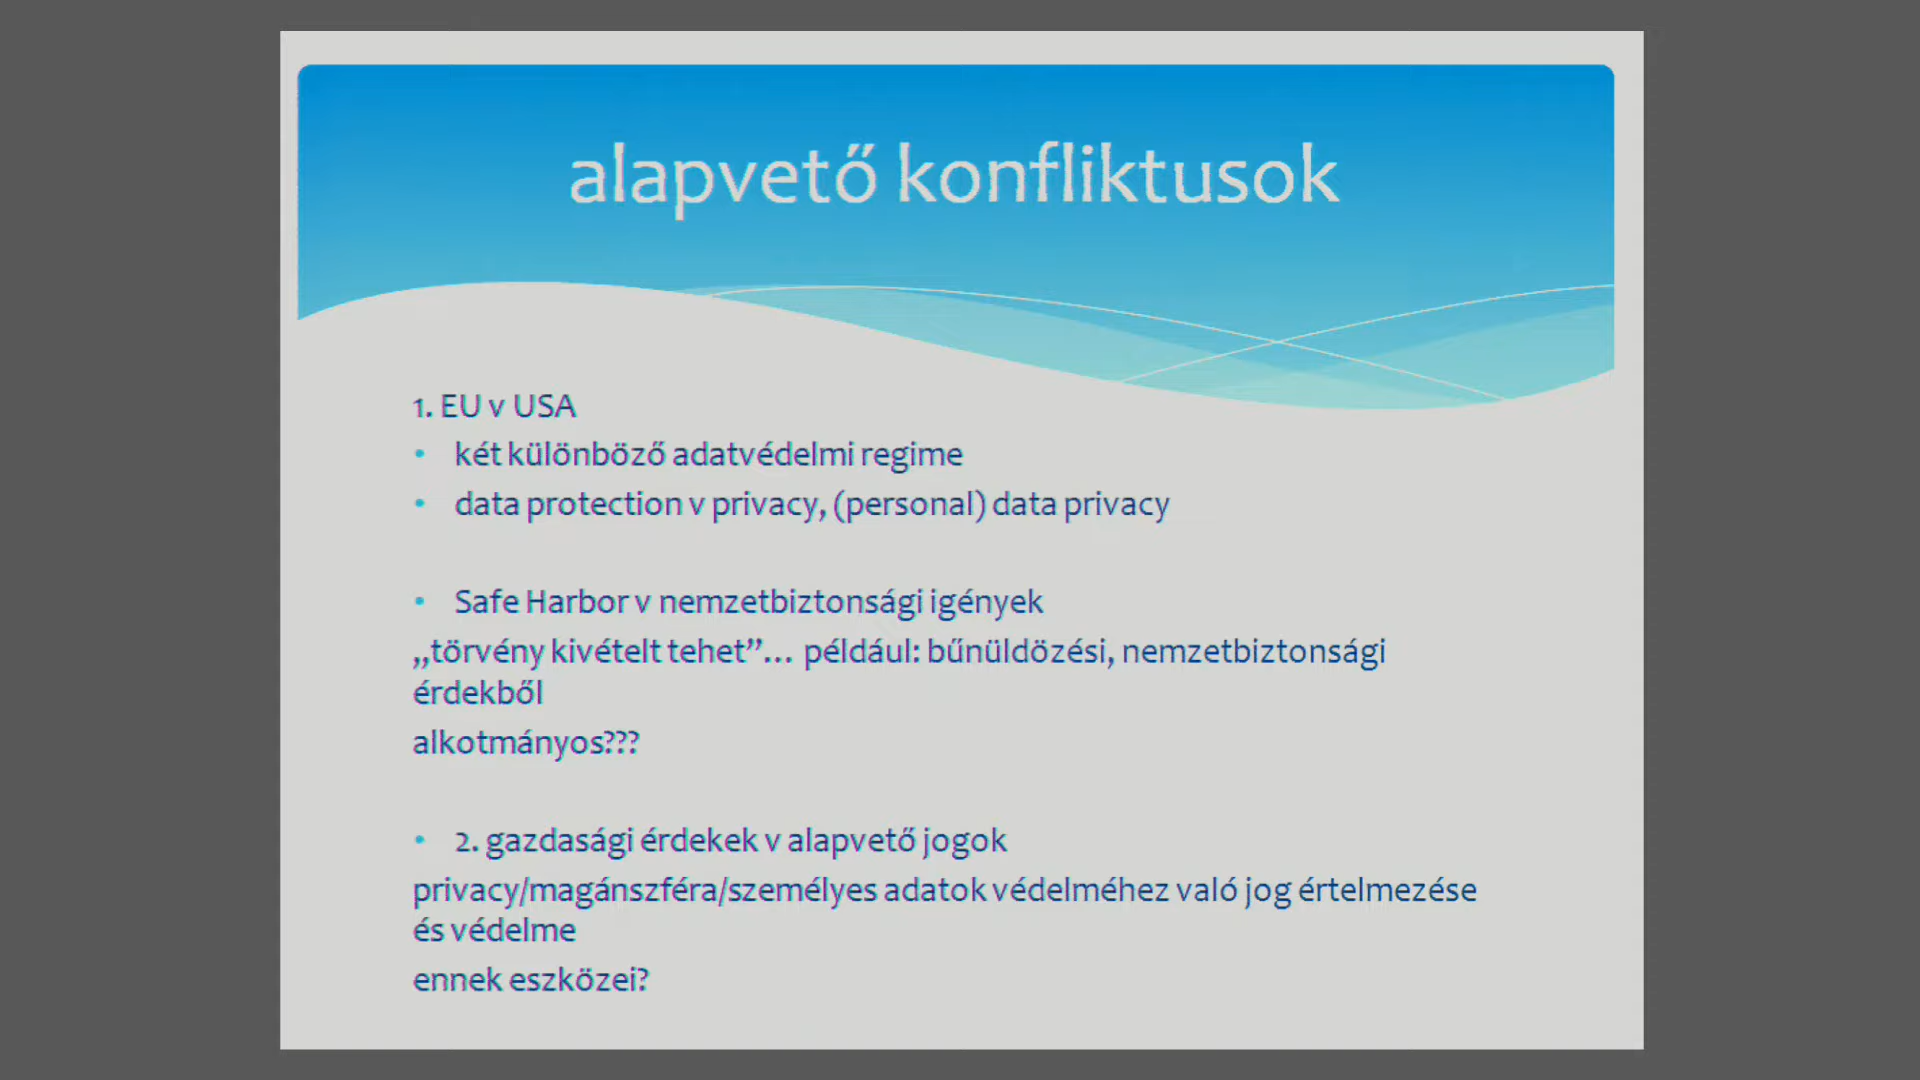 alapvető konfliktusok
1. EU v USA
• két különböző adatvédelmi regime
• data protection v privacy, (personal) data privacy
• Safe Harbor v nemzetbiztonsági igények
„törvény kivételt tehet”… például: bűnüldözési, nemzetbiztonsági
érdekből
alkotmányos???
• 2. gazdasági érdekek v alapvető jogok
privacy/magánszféra/személyes adatok védelméhez való jog értelmezése
és védelme
ennek eszközei?